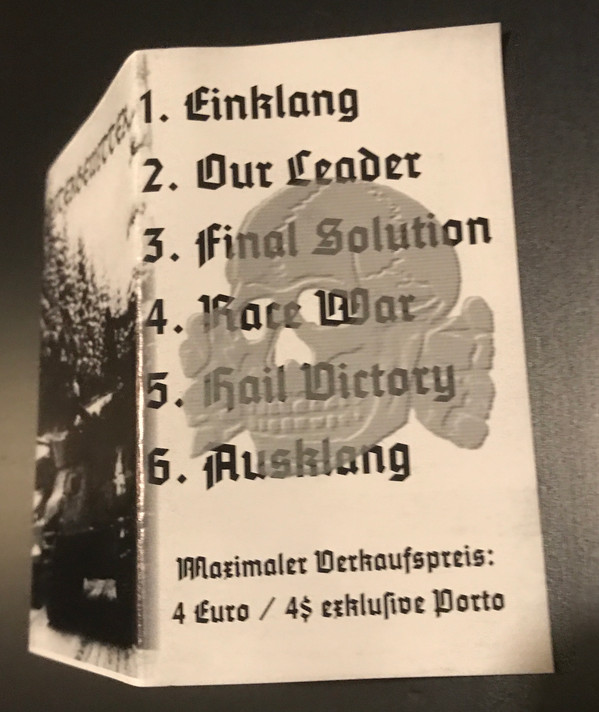 1. Einklang
2. Our Leader
3. Final Solution
4. Race War
5. Hail Victory
6. Ausklang
Maximaler Verkaufspreis:
4 Euro / 4$ exkluſive Porto